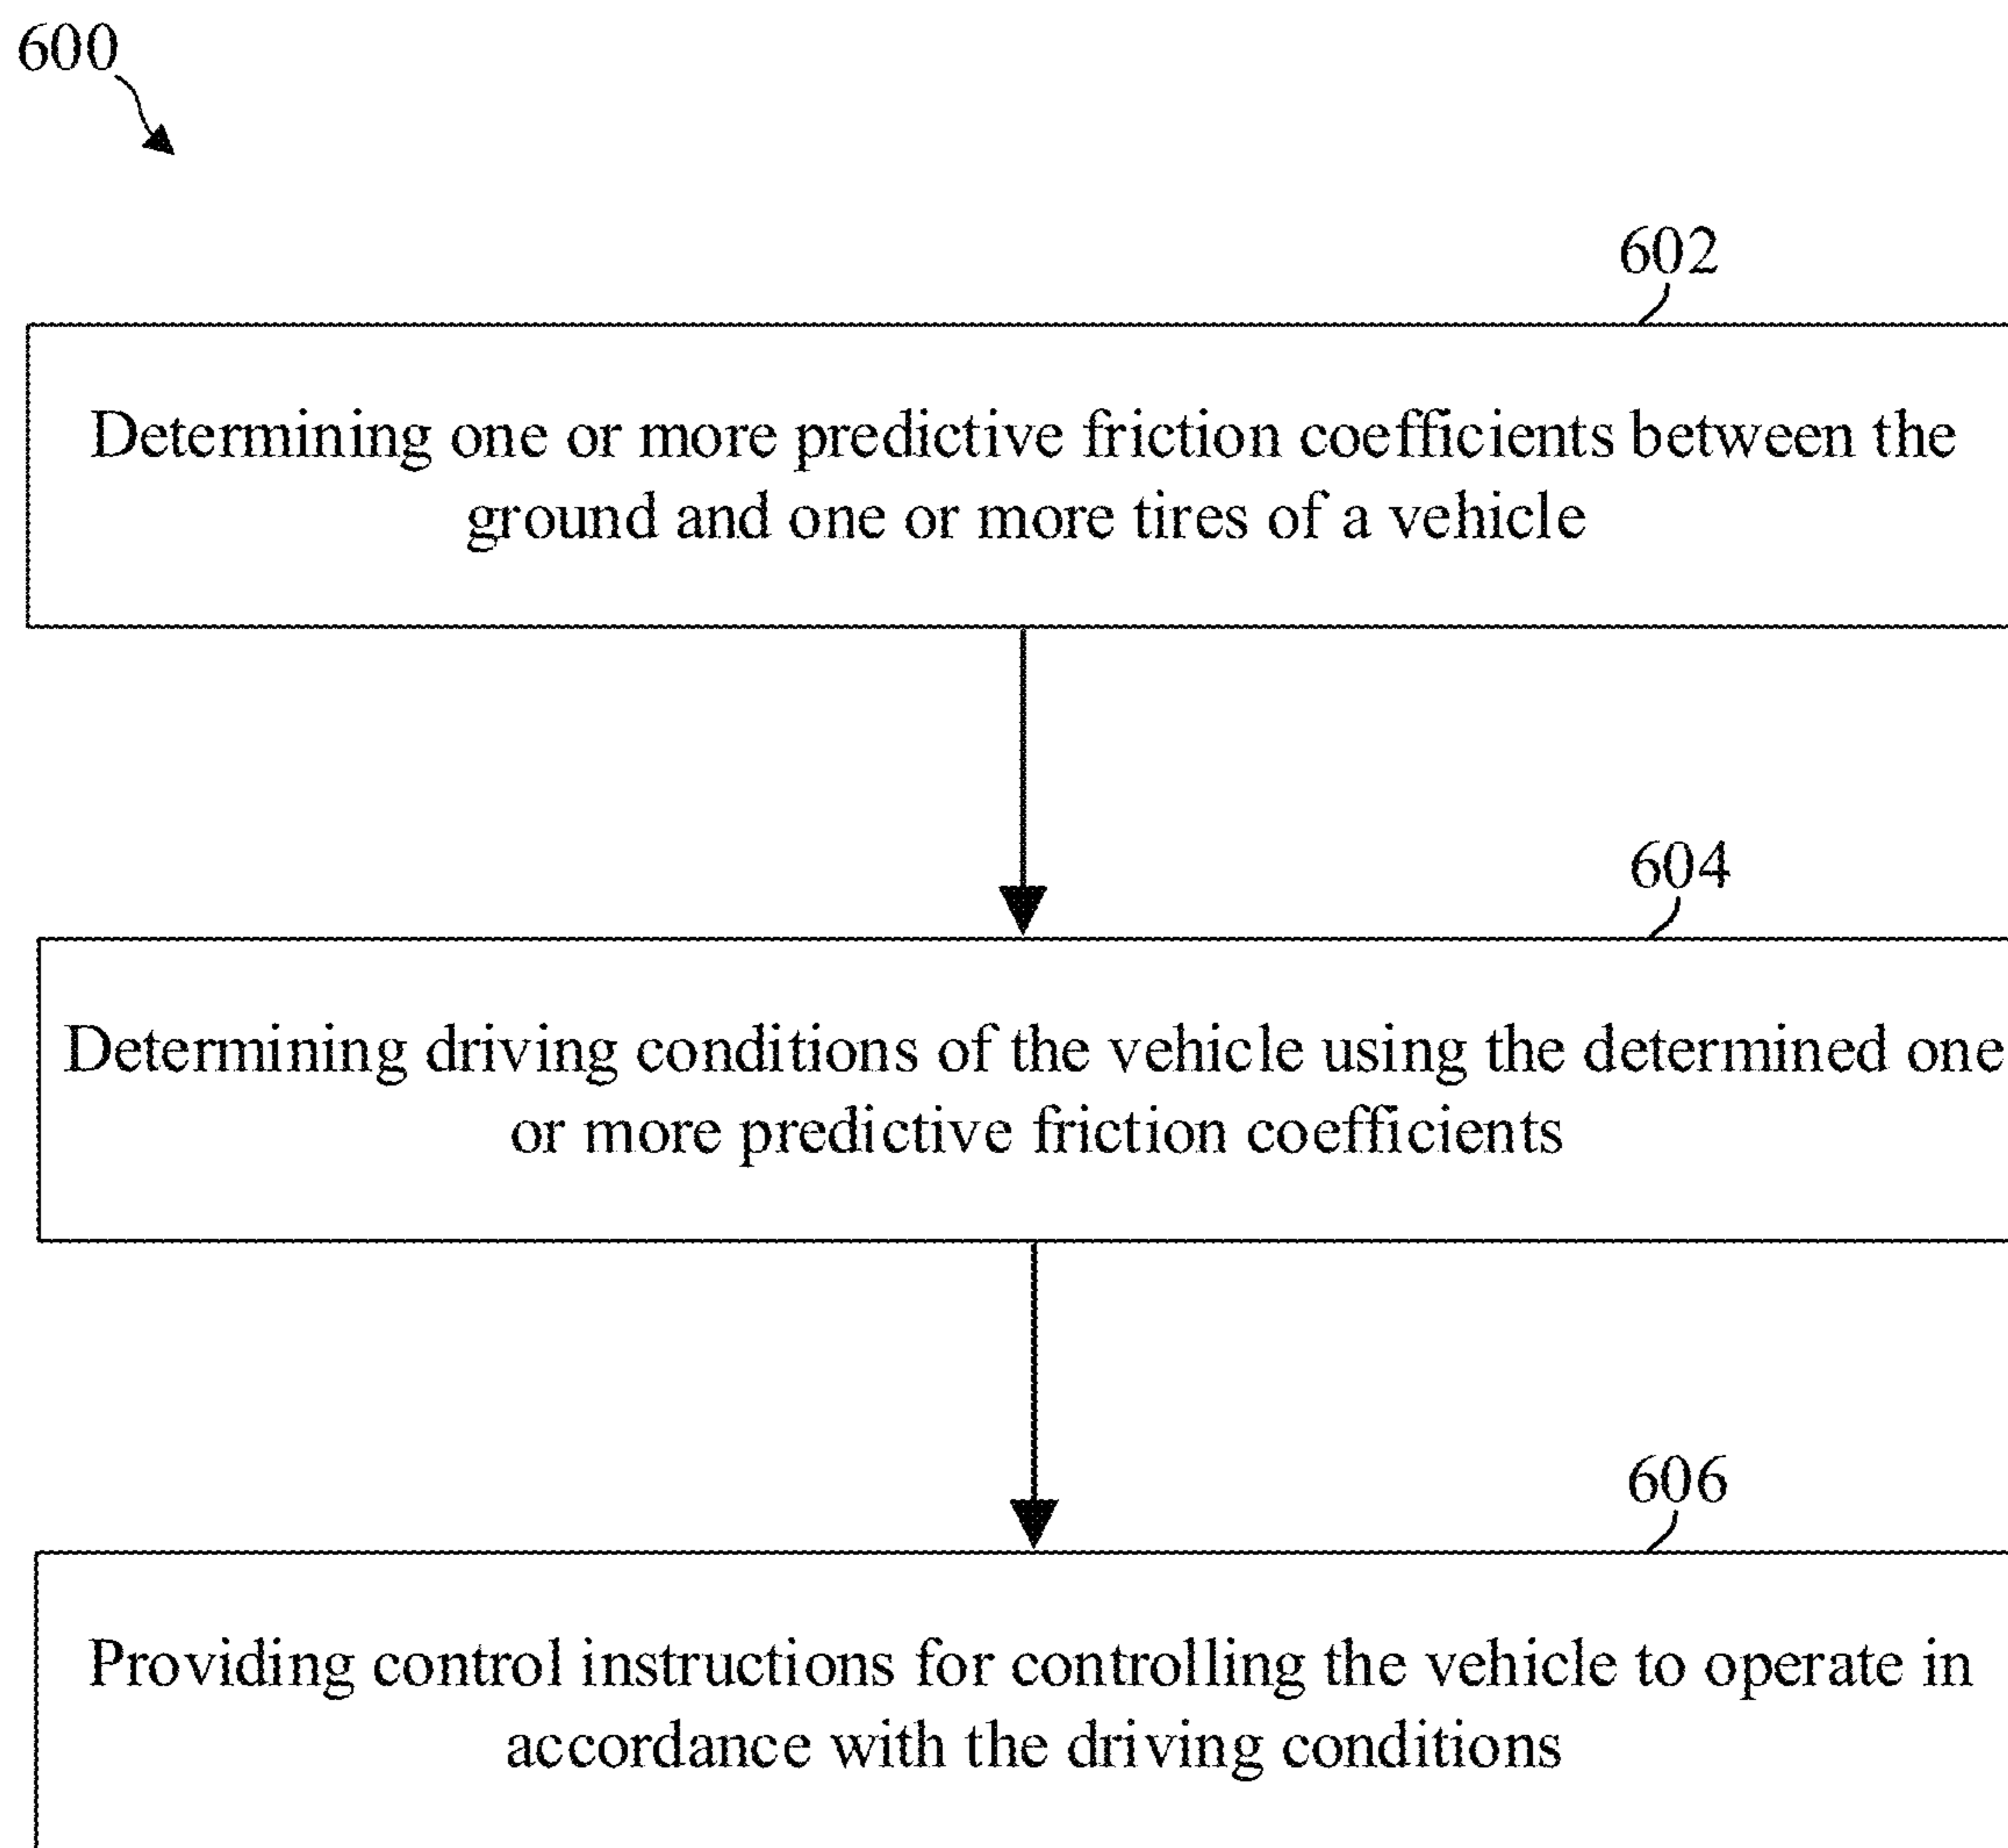 600
602
Determining one or more predictive friction coefficients between the
ground and one or more tires of a vehicle
604
Determining driving conditions of the vehicle using the determined one
or more predictive friction coefficients
606
Providing control instructions for controlling the vehicle to operate in
accordance with the driving conditions